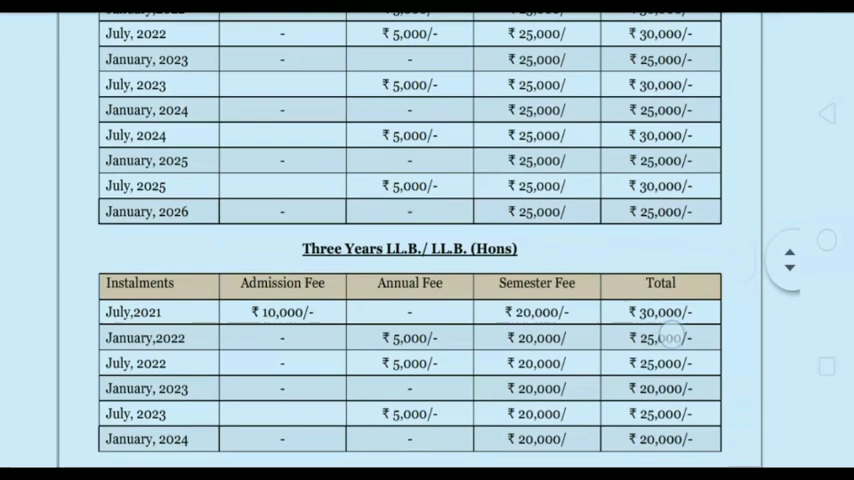 July, 2022 - ₹ 5,000/- ₹ 25,000/ ₹ 30,000/-
January, 2023 - - ₹ 25,000/ ₹ 25,000/-
July, 2023 ₹ 5,000/- ₹ 25,000/ ₹ 30,000/-
January, 2024 - - ₹ 25,000/ ₹ 25,000/-
July, 2024 ₹ 5,000/- ₹ 25,000/ ₹ 30,000/-
January, 2025 - - ₹ 25,000/ ₹ 25,000/-
July, 2025 ₹ 5,000/- ₹ 25,000/ ₹ 30,000/-
January, 2026 - - ₹ 25,000/ ₹ 25,000/-
Three Years LL.B./ LL.B. (Hons)
Instalments Admission Fee Annual Fee Semester Fee Total
July,2021 ₹ 10,000/- - ₹ 20,000/- ₹ 30,000/-
January,2022 - ₹ 5,000/- ₹ 20,000/ ₹ 25,000/-
July, 2022 - ₹ 5,000/- ₹ 20,000/ ₹ 25,000/-
January, 2023 - - ₹ 20,000/ ₹ 20,000/-
July, 2023 ₹ 5,000/- ₹ 20,000/ ₹ 25,000/-
January, 2024 - - ₹ 20,000/ ₹ 20,000/-